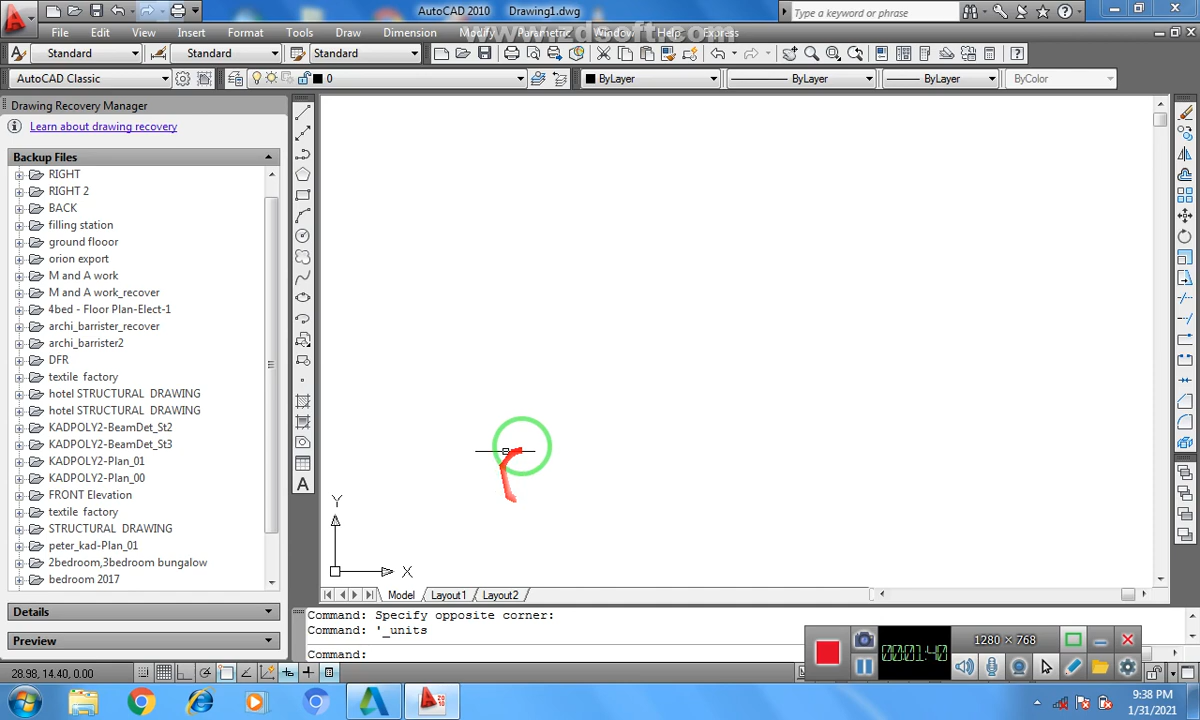 AutoCAD 2010 Drawing1.dwg
Type a keyword or phrase
www.zdsoft.com
File Edit View Insert Format Tools Draw Dimension Modify Parametric Window Help Express
Standard Standard Standard
AutoCAD Classic 0 ByLayer ByLayer ByLayer ByColor
Drawing Recovery Manager
Learn about drawing recovery
Backup Files
RIGHT
RIGHT 2
BACK
filling station
ground flooor
orion export
M and A work
M and A work_recover
4bed - Floor Plan-Elect-1
archi_barrister_recover
archi_barrister2
DFR
textile factory
hotel STRUCTURAL DRAWING
hotel STRUCTURAL DRAWING
KADPOLY2-BeamDet_St2
KADPOLY2-BeamDet_St3
KADPOLY2-Plan_01
KADPOLY2-Plan_00
FRONT Elevation
textile factory
STRUCTURAL DRAWING
peter_kad-Plan_01
2bedroom,3bedroom bungalow
bedroom 2017
Details
Preview
A
Y
X
Model Layout1 Layout2
Command: Specify opposite corner:
Command: '_units
Command:
00:01:40
1280 × 768
28.98, 14.40, 0.00
9:38 PM
1/31/2021